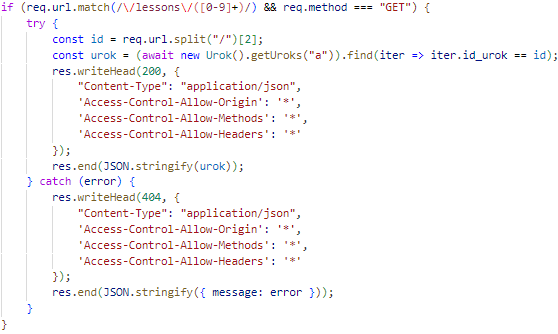 if (req.url.match(/\/lessons\/([0-9]+)/) && req.method === "GET") {
    try {
        const id = req.url.split("/")[2];
        const urok = (await new Urok().getUroks("a")).find(iter => iter.id_urok == id);
        res.writeHead(200, {
            "Content-Type": "application/json",
            'Access-Control-Allow-Origin': '*',
            'Access-Control-Allow-Methods': '*',
            'Access-Control-Allow-Headers': '*'
        });
        res.end(JSON.stringify(urok));
    } catch (error) {
        res.writeHead(404, {
            "Content-Type": "application/json",
            'Access-Control-Allow-Origin': '*',
            'Access-Control-Allow-Methods': '*',
            'Access-Control-Allow-Headers': '*'
        });
        res.end(JSON.stringify({ message: error }));
    }
}